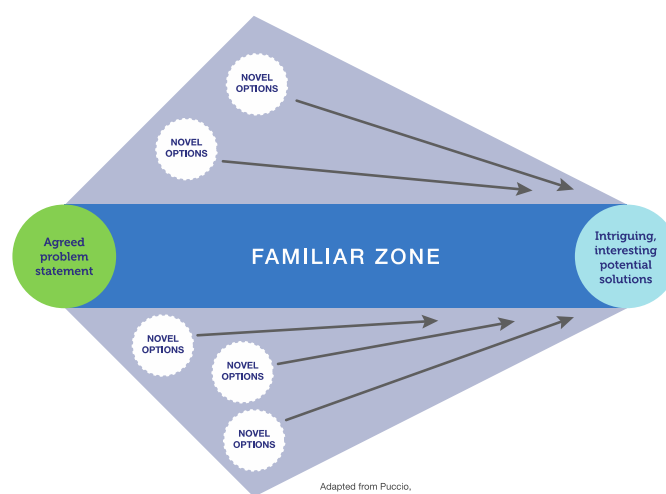 NOVEL
OPTIONS
NOVEL
OPTIONS
Agreed
problem
statement
FAMILIAR ZONE
Intriguing,
interesting
potential
solutions
NOVEL
OPTIONS
NOVEL
OPTIONS
NOVEL
OPTIONS
Adapted from Puccio,